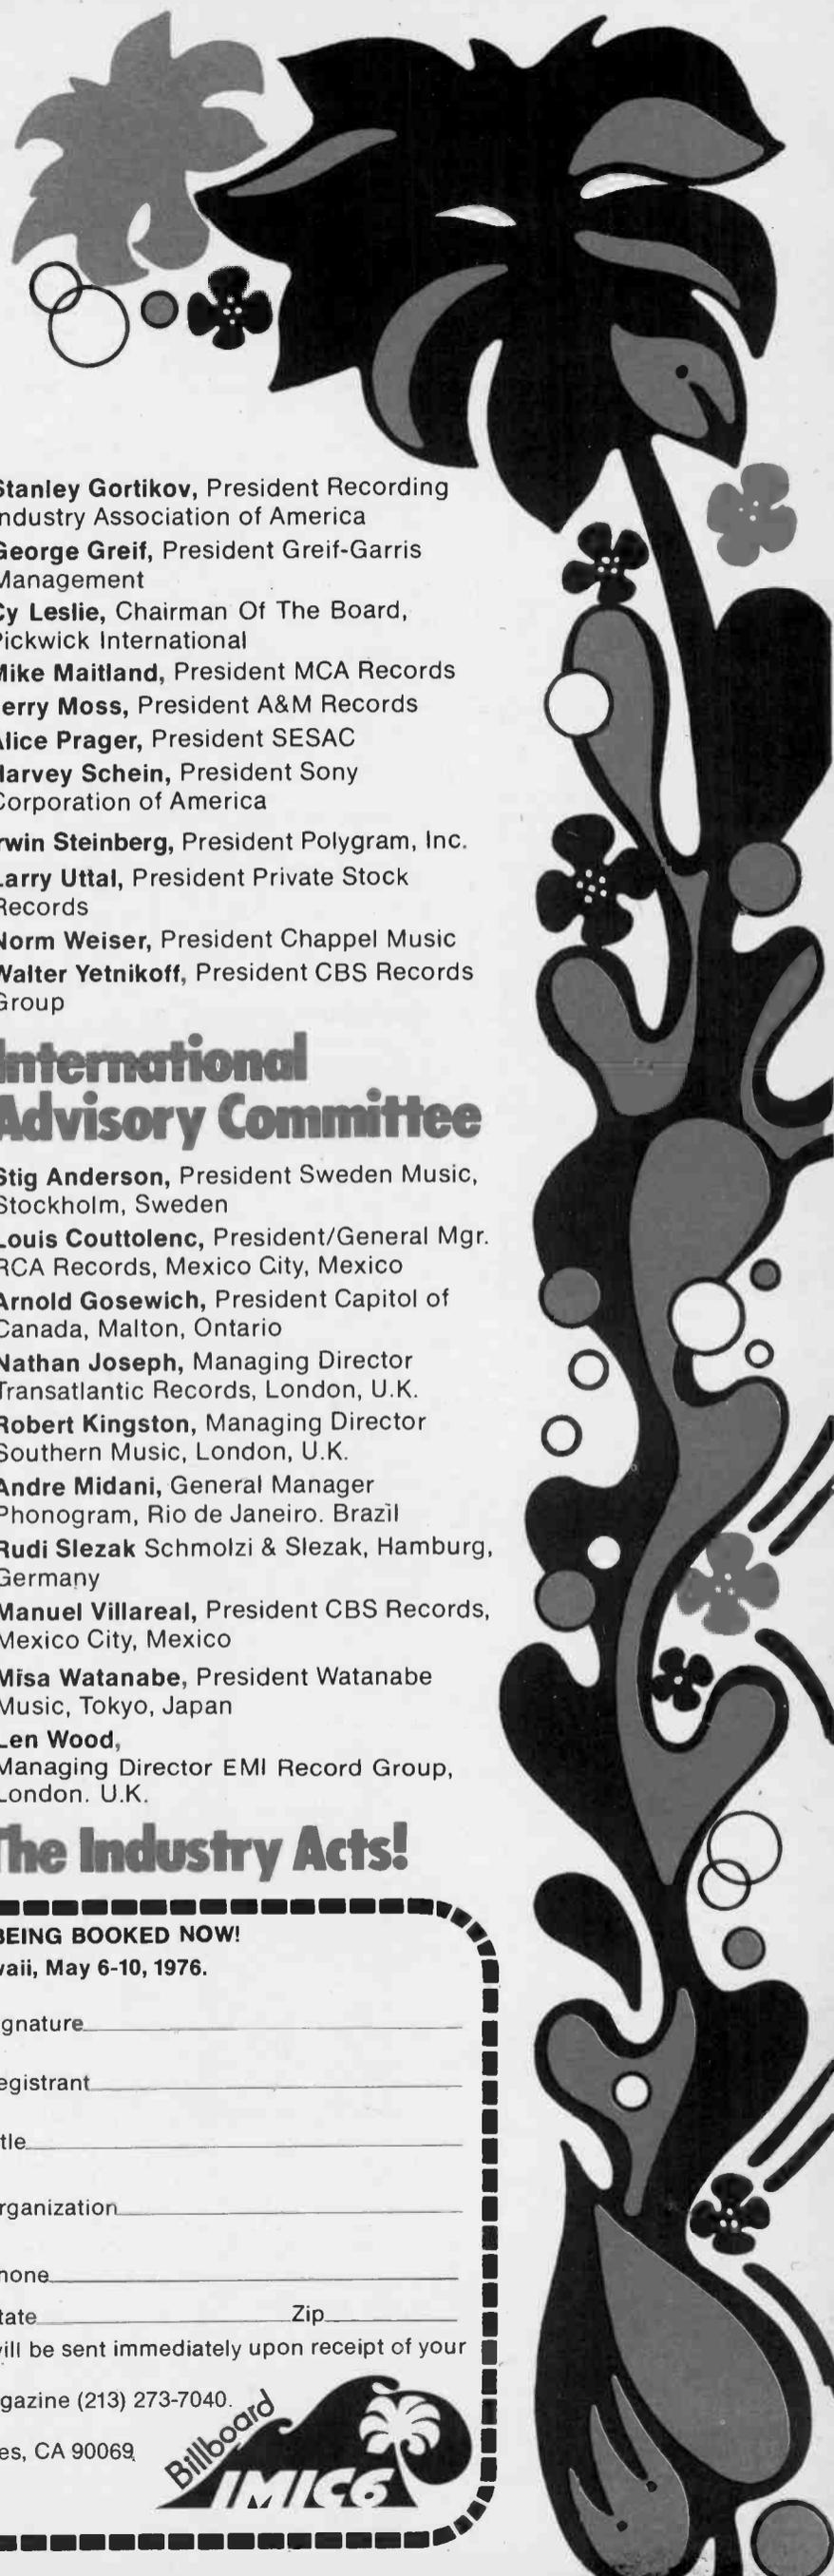 Stanley Gortikov, President Recording
Industry Association of America
George Greif, President Greif-Garris
Management
Cy Leslie, Chairman Of The Board,
Pickwick International
Mike Maitland, President MCA Records
Jerry Moss, President A&M Records
Alice Prager, President SESAC
Harvey Schein, President Sony
Corporation of America
Irwin Steinberg, President Polygram, Inc.
Larry Uttal, President Private Stock
Records
Norm Weiser, President Chappel Music
Walter Yetnikoff, President CBS Records
Group
International
Advisory Committee
Stig Anderson, President Sweden Music,
Stockholm, Sweden
Louis Couttolenc, President/General Mgr.
RCA Records, Mexico City, Mexico
Arnold Gosewich, President Capitol of
Canada, Malton, Ontario
Nathan Joseph, Managing Director
Transatlantic Records, London, U.K.
Robert Kingston, Managing Director
Southern Music, London, U.K.
Andre Midani, General Manager
Phonogram, Rio de Janeiro. Brazil
Rudi Slezak Schmolzi & Slezak, Hamburg,
Germany
Manuel Villareal, President CBS Records,
Mexico City, Mexico
Misa Watanabe, President Watanabe
Music, Tokyo, Japan
Len Wood,
Managing Director EMI Record Group,
London. U.K.
The Industry Acts!
BEING BOOKED NOW!
vaii, May 6-10, 1976.
gnature
egistrant
tle
rganization
hone
tate Zip
vill be sent immediately upon receipt of your
gazine (213) 273-7040.
es, CA 90069
Billboard
IMIC6